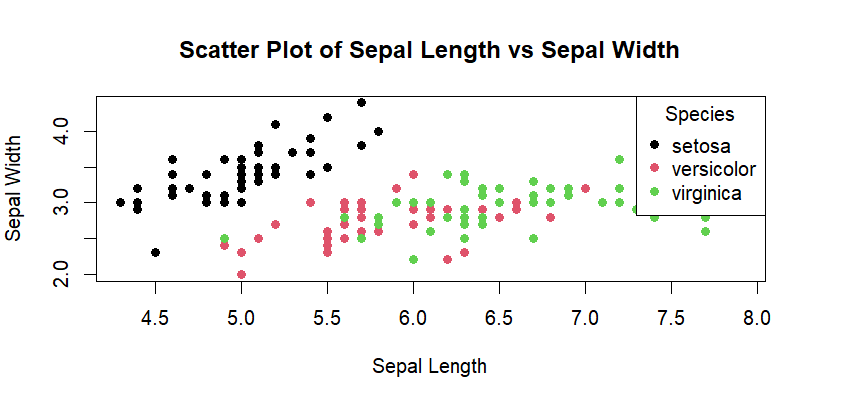 Scatter Plot of Sepal Length vs Sepal Width
Species
setosa
versicolor
virginica
Sepal Width
4.0
3.0
2.0
4.5 5.0 5.5 6.0 6.5 7.0 7.5 8.0
Sepal Length